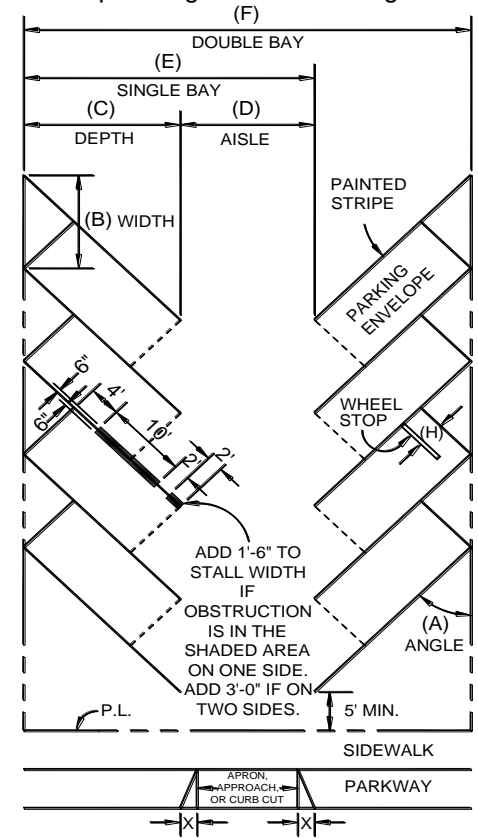 (F)
DOUBLE BAY
(E)
SINGLE BAY
(C)
(D)
DEPTH
AISLE
PAINTED
STRIPE
(B) WIDTH
PARKING
ENVELOPE
6"
6"
4'
10'
2'
2'
WHEEL
STOP
(H)
ADD 1'-6" TO
STALL WIDTH
IF
OBSTRUCTION
IS IN THE
SHADED AREA
ON ONE SIDE.
ADD 3'-0" IF ON
TWO SIDES.
(A)
ANGLE
P.L.
5' MIN.
SIDEWALK
APRON,
APPROACH,
OR CURB CUT
PARKWAY
X
X